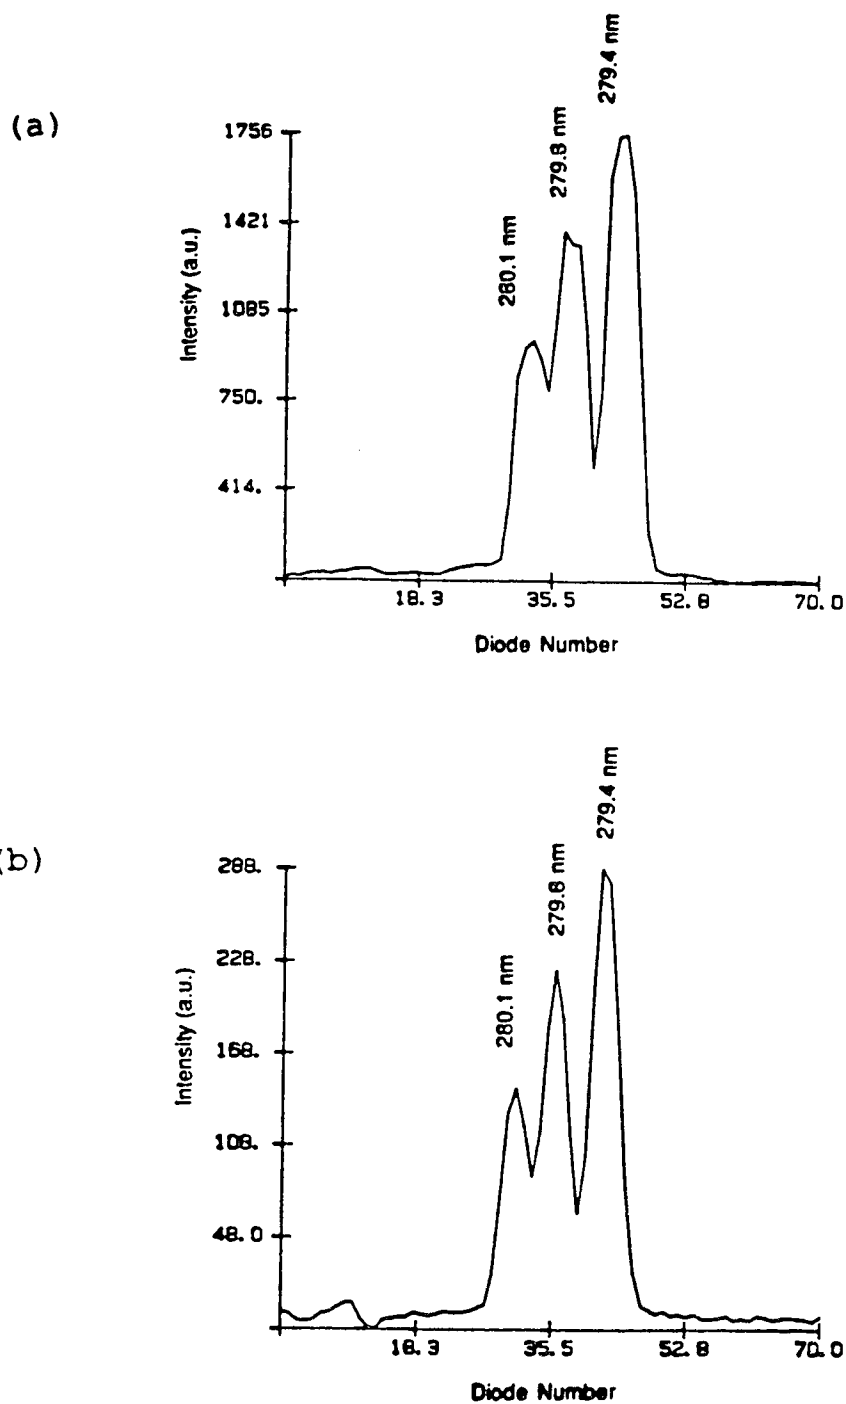 (a)
279.4 nm
279.8 nm
280.1 nm
1756
1421
1085
750.
414.
Intensity (a.u.)
18.3
35.5
52.8
70.0
Diode Number
(b)
279.4 nm
279.8 nm
280.1 nm
288.
228.
168.
108.
48.0
Intensity (a.u.)
18.3
35.5
52.8
70.0
Diode Number